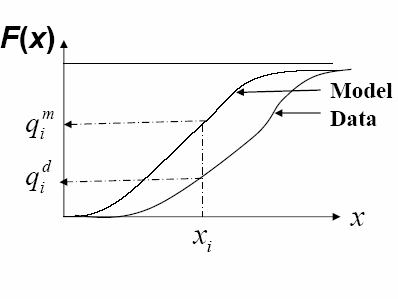 F(x)
Model
Data
q_i^m
q_i^d
x
x_i